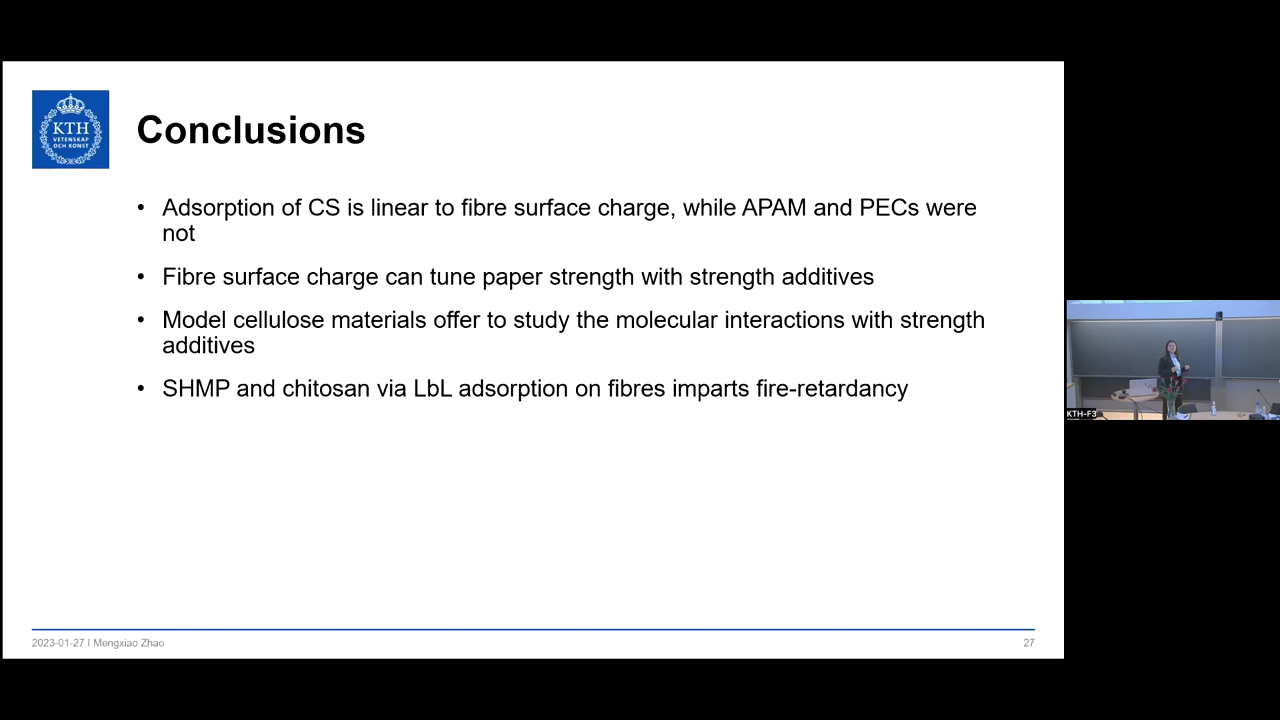 KTH
VETENSKAP
OCH KONST
Conclusions
• Adsorption of CS is linear to fibre surface charge, while APAM and PECs were
not
• Fibre surface charge can tune paper strength with strength additives
• Model cellulose materials offer to study the molecular interactions with strength
additives
• SHMP and chitosan via LbL adsorption on fibres imparts fire-retardancy
KTH-F3
2023-01-27 I Mengxiao Zhao
27